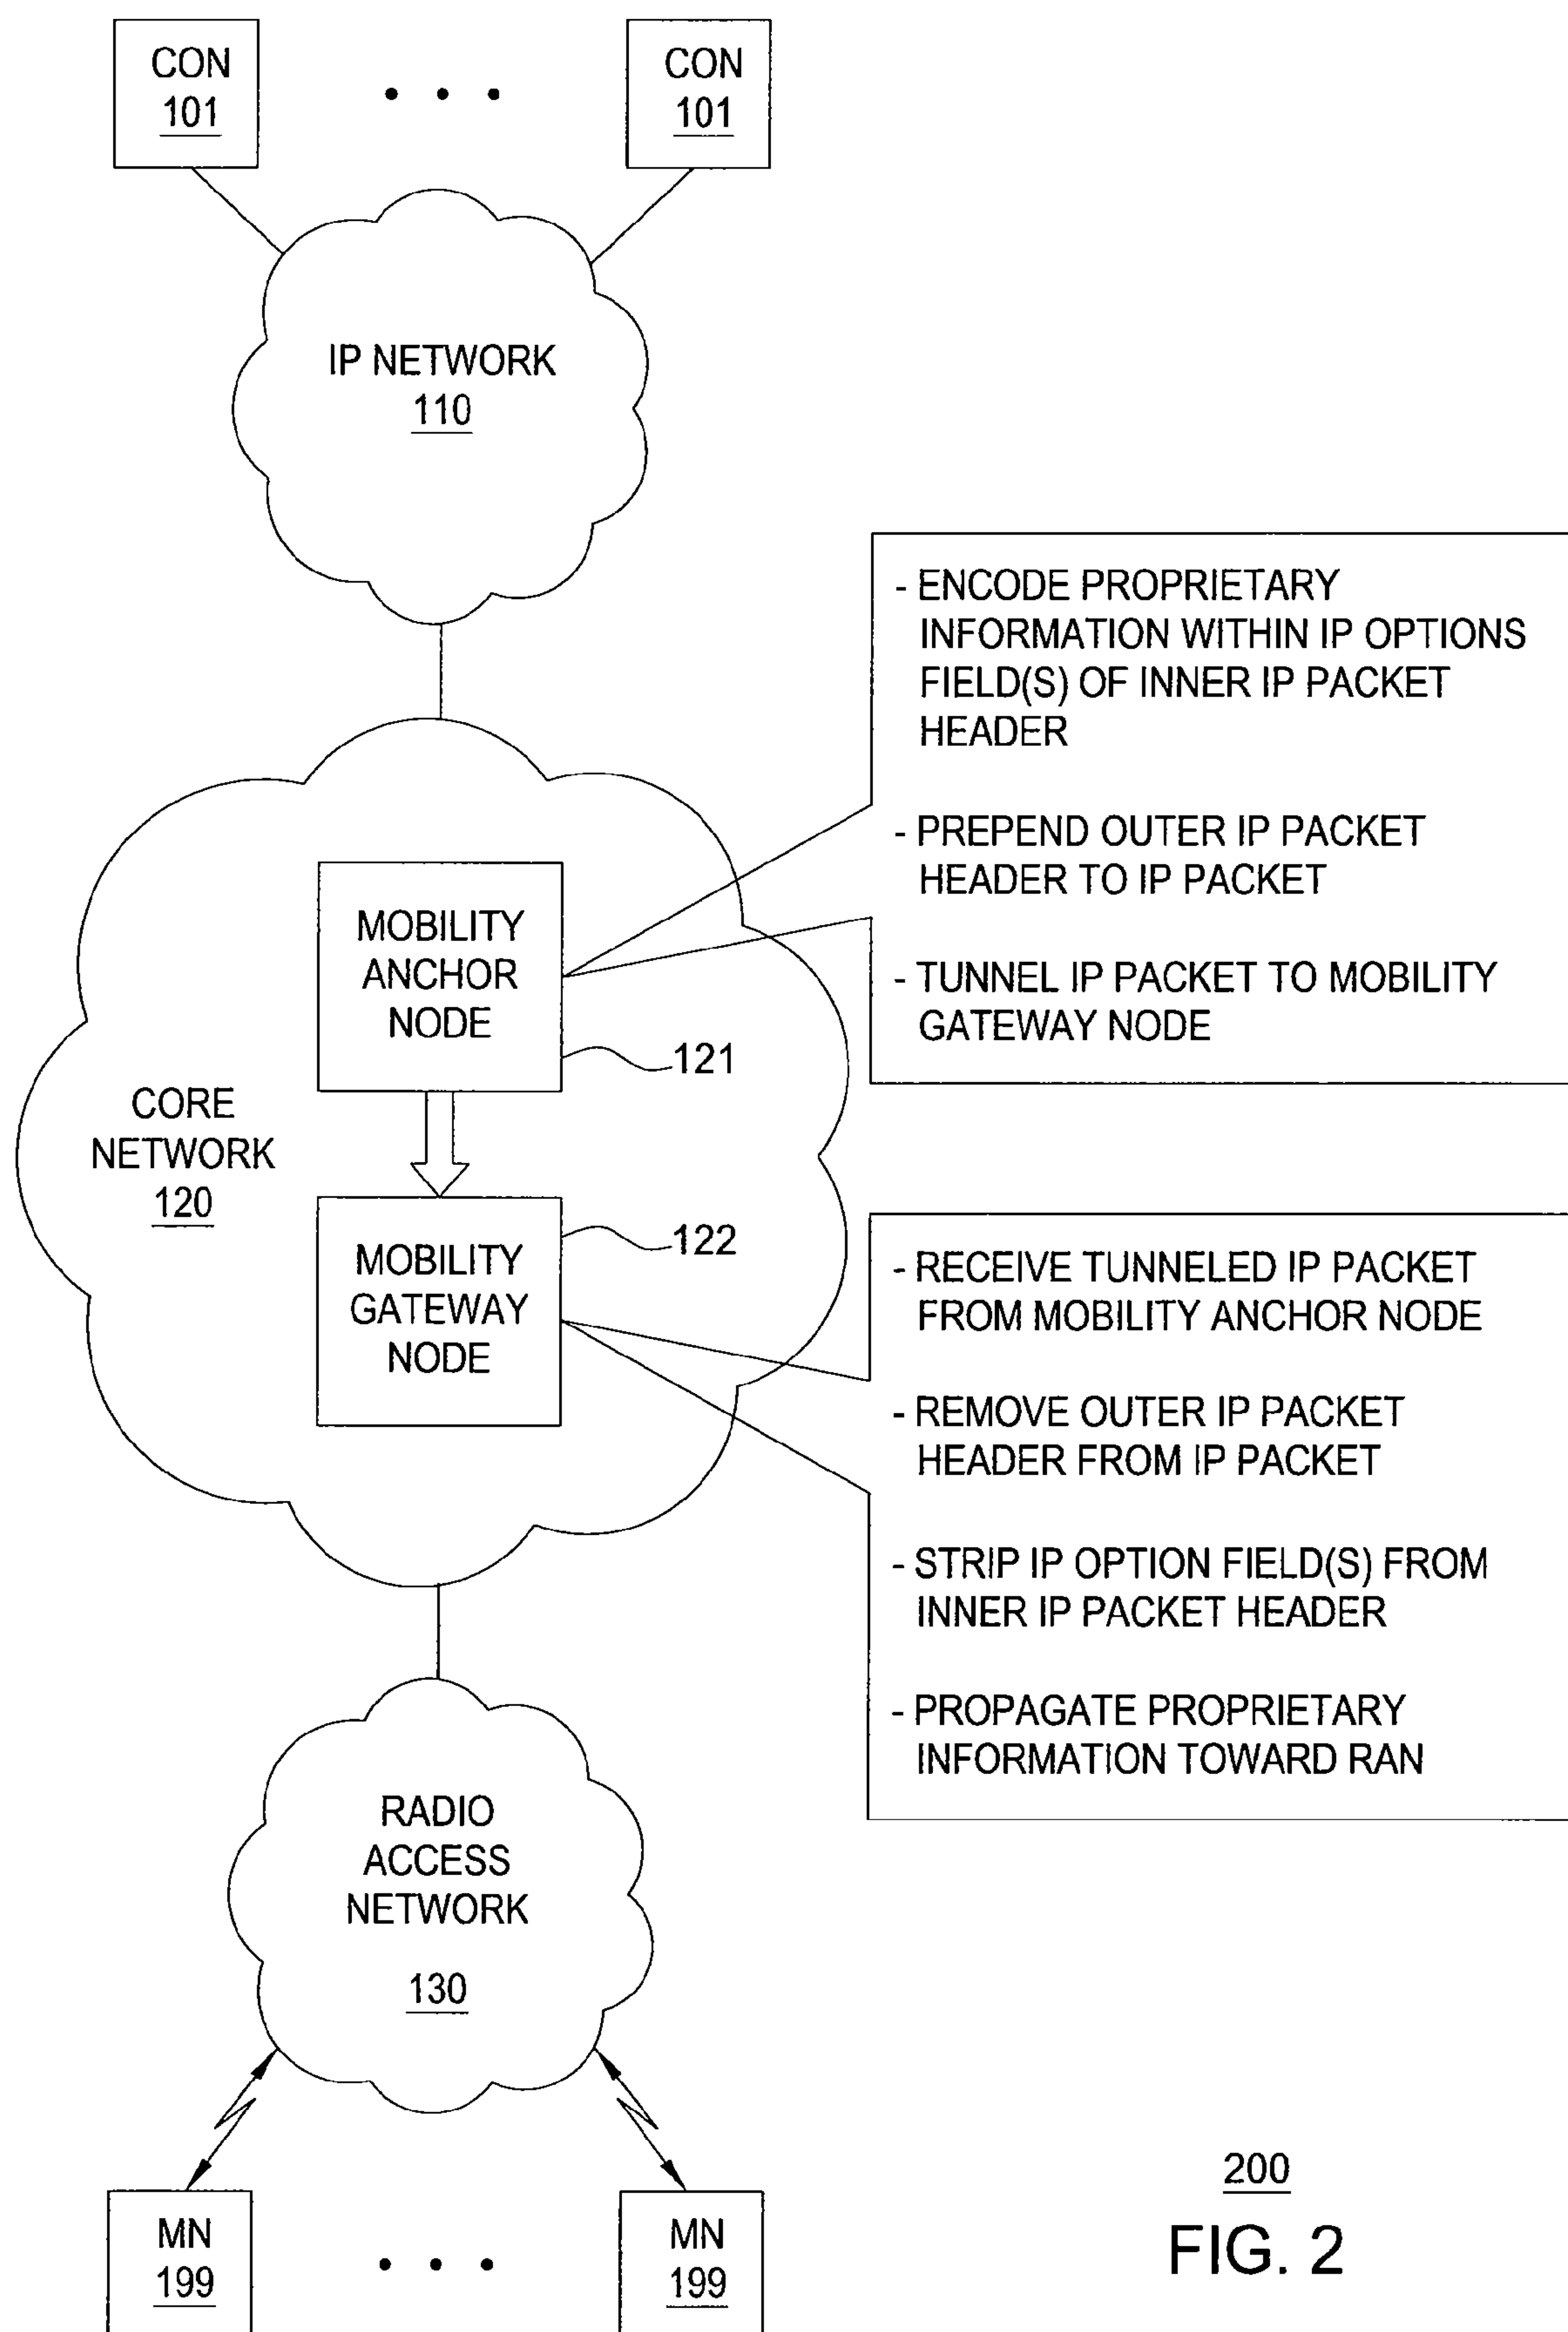 CON
101
CON
101
IP NETWORK
110
- ENCODE PROPRIETARY
INFORMATION WITHIN IP OPTIONS
FIELD(S) OF INNER IP PACKET
HEADER
- PREPEND OUTER IP PACKET
HEADER TO IP PACKET
- TUNNEL IP PACKET TO MOBILITY
GATEWAY NODE
MOBILITY
ANCHOR
NODE
121
CORE
NETWORK
120
122
MOBILITY
GATEWAY
NODE
- RECEIVE TUNNELED IP PACKET
FROM MOBILITY ANCHOR NODE
- REMOVE OUTER IP PACKET
HEADER FROM IP PACKET
- STRIP IP OPTION FIELD(S) FROM
INNER IP PACKET HEADER
- PROPAGATE PROPRIETARY
INFORMATION TOWARD RAN
RADIO
ACCESS
NETWORK
130
MN
199
MN
199
200
FIG. 2